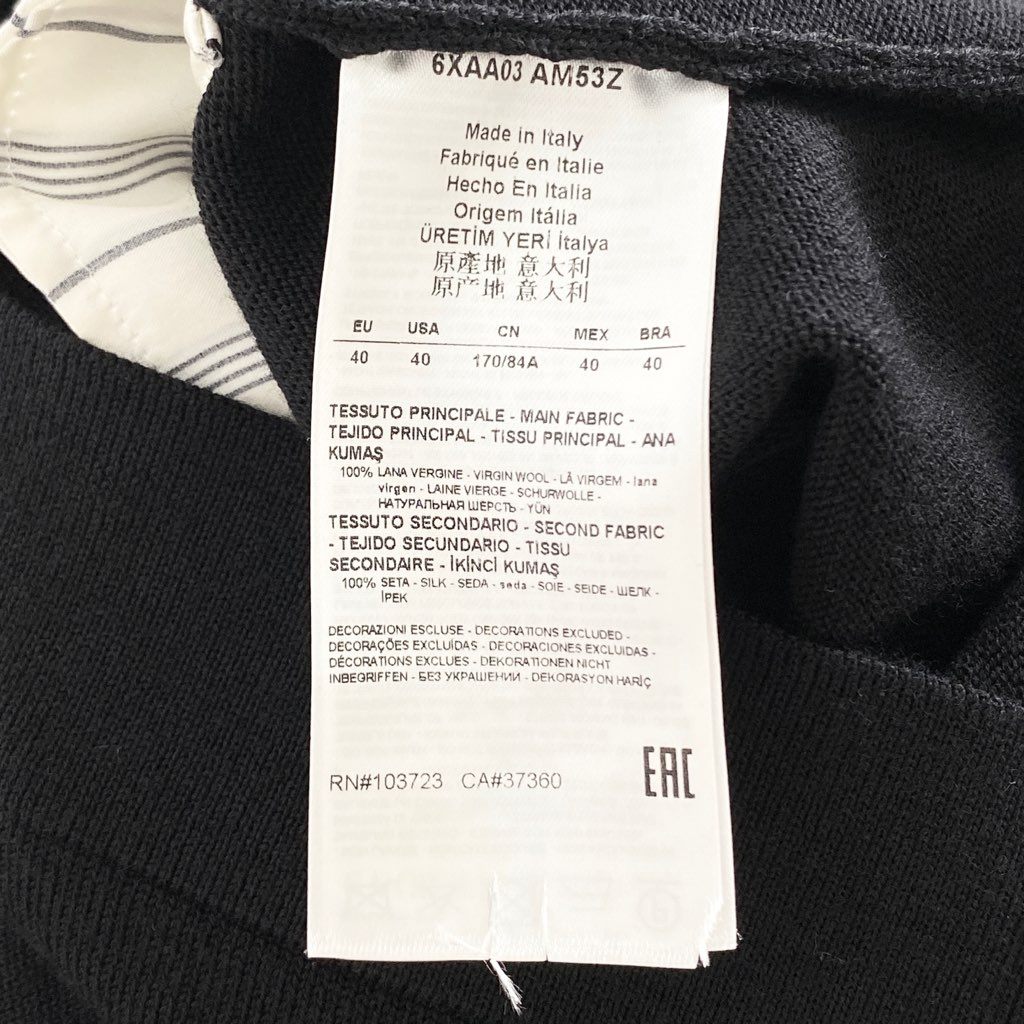 6XAA03 AM53Z
Made in Italy
Fabriqué en Italie
Hecho En Italia
Origem Itália
ÜRETİM YERİ İtalya
原產地 意大利
原产地 意大利
EU USA CN MEX BRA
40 40 170/84A 40 40
TESSUTO PRINCIPALE - MAIN FABRIC -
TEJIDO PRINCIPAL - TISSU PRINCIPAL - ANA
KUMAŞ
100% LANA VERGINE - VIRGIN WOOL - LÃ VIRGEM - lana
virgen - LAINE VIERGE - SCHURWOLLE -
НАТУРАЛЬНАЯ ШЕРСТЬ - YÜN
TESSUTO SECONDARIO - SECOND FABRIC
- TEJIDO SECUNDARIO - TISSU
SECONDAIRE - İKİNCİ KUMAŞ
100% SETA - SILK - SEDA - seda - SOIE - SEIDE - ШЕЛК -
İPEK
DECORAZIONI ESCLUSE - DECORATIONS EXCLUDED -
DECORAÇÕES EXCLUÍDAS - DECORACIONES EXCLUIDAS -
DÉCORATIONS EXCLUES - DEKORATIONEN NICHT
INBEGRIFFEN - БЕЗ УКРАШЕНИИ - DEKORASYON HARİÇ
RN#103723 CA#37360
EAC